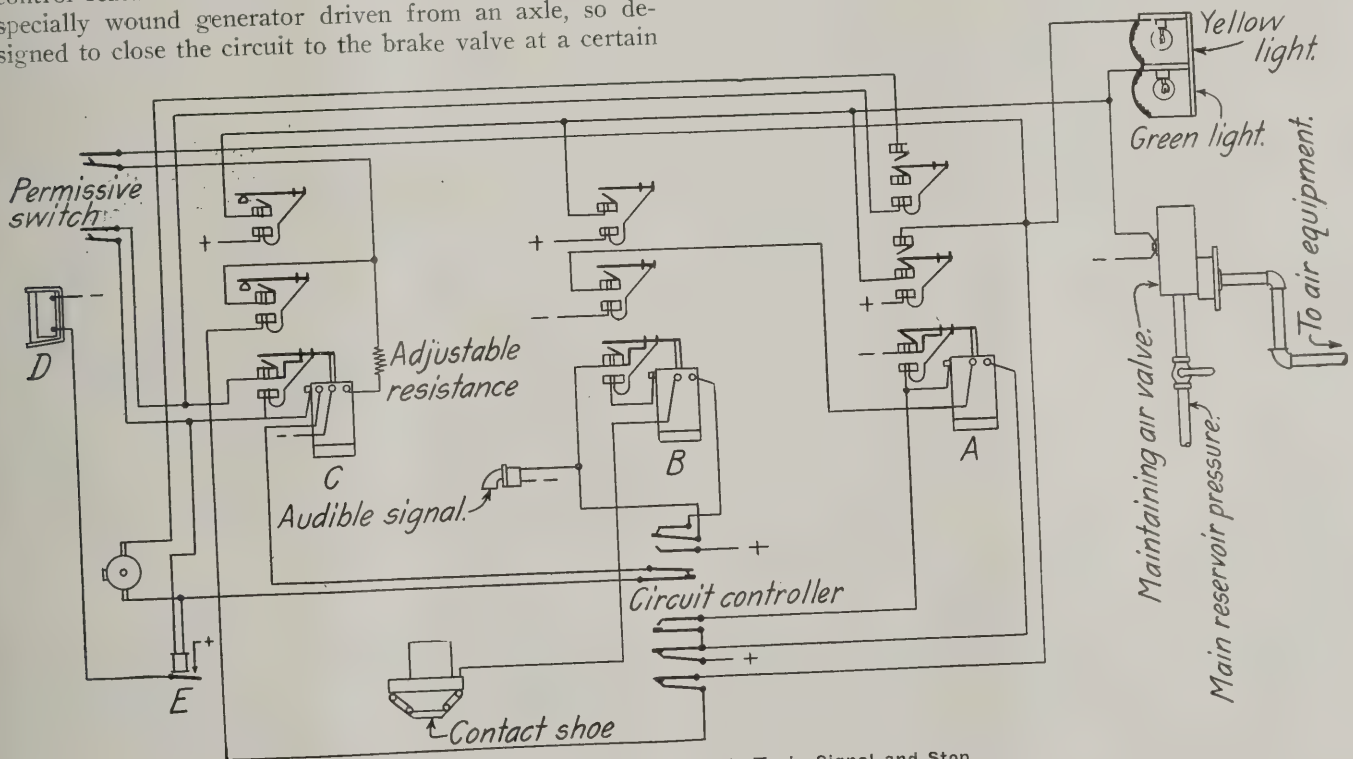 specially wound generator driven from an axle, so de-
signed to close the circuit to the brake valve at a certain
Yellow
light.
Green light.
Permissive
switch
To air equipment.
+
+
+
-
-
-
-
-
D
Adjustable
resistance
C
B
A
Audible signal.
-
+
Maintaining air valve.
Main reservoir pressure.
Circuit controller
+
+
E
Contact shoe
Signal and Stop